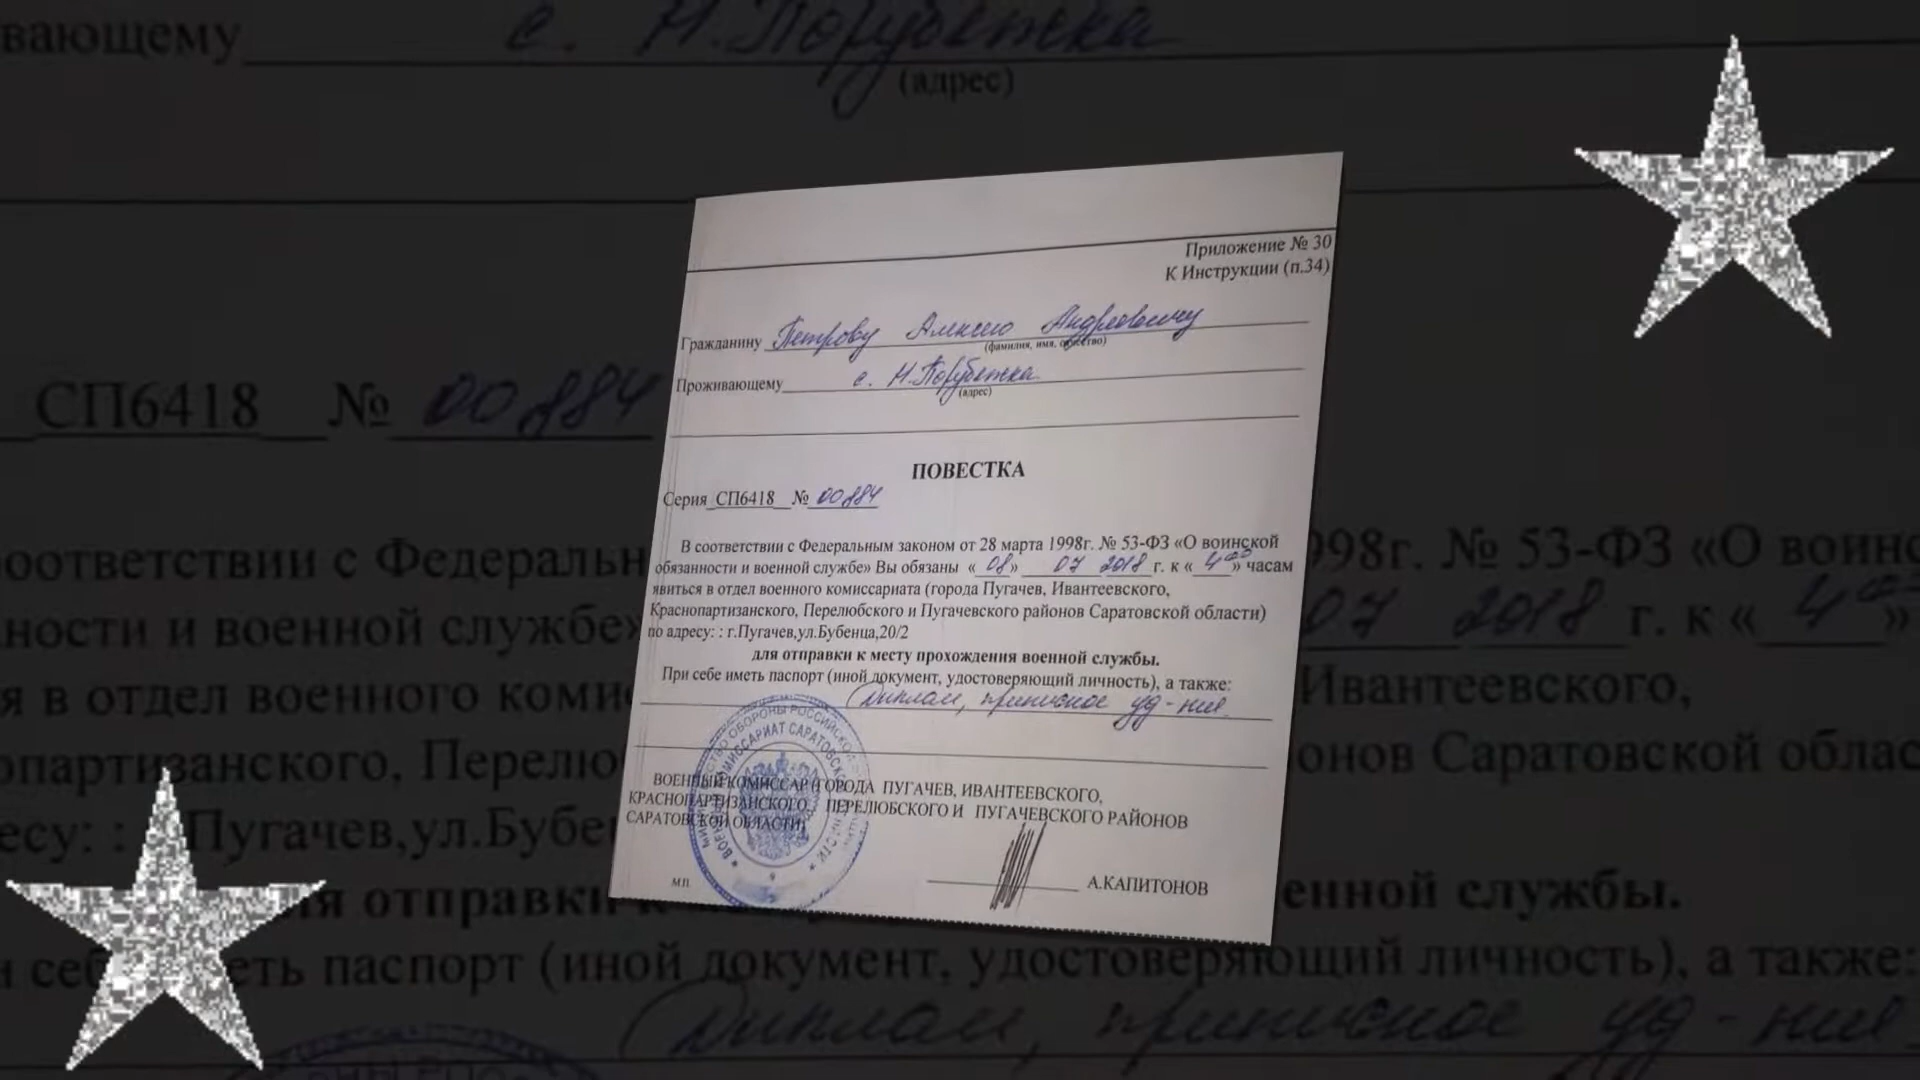 Приложение № 30
К Инструкции (п.34)
Гражданину Петрову Алексею Андреевичу
(фамилия, имя, отчество)
Проживающему с. Н.Порубежка
(адрес)
ПОВЕСТКА
Серия СП6418 № 00884
В соответствии с Федеральным законом от 28 марта 1998г. № 53-ФЗ «О воинской
обязанности и военной службе» Вы обязаны «08» 07 2018 г. к «4 00» часам
явиться в отдел военного комиссариата (города Пугачев, Ивантеевского,
Краснопартизанского, Перелюбского и Пугачевского районов Саратовской области)
по адресу: : г.Пугачев,ул.Бубенца,20/2
для отправки к месту прохождения военной службы.
При себе иметь паспорт (иной документ, удостоверяющий личность), а также:
Диплом, приписное уд-ние
ВОЕННЫЙ КОМИССАР (ГОРОДА ПУГАЧЕВ, ИВАНТЕЕВСКОГО,
КРАСНОПАРТИЗАНСКОГО, ПЕРЕЛЮБСКОГО И ПУГАЧЕВСКОГО РАЙОНОВ
САРАТОВСКОЙ ОБЛАСТИ)
А.КАПИТОНОВ
МП